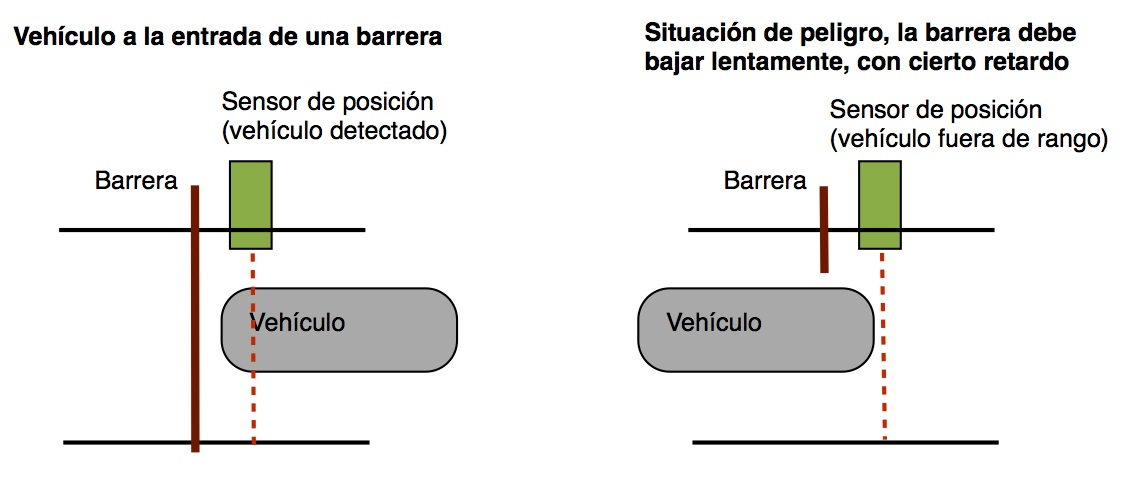 Vehículo a la entrada de una barrera
Sensor de posición
(vehículo detectado)
Barrera
Vehículo
Situación de peligro, la barrera debe
bajar lentamente, con cierto retardo
Sensor de posición
(vehículo fuera de rango)
Barrera
Vehículo